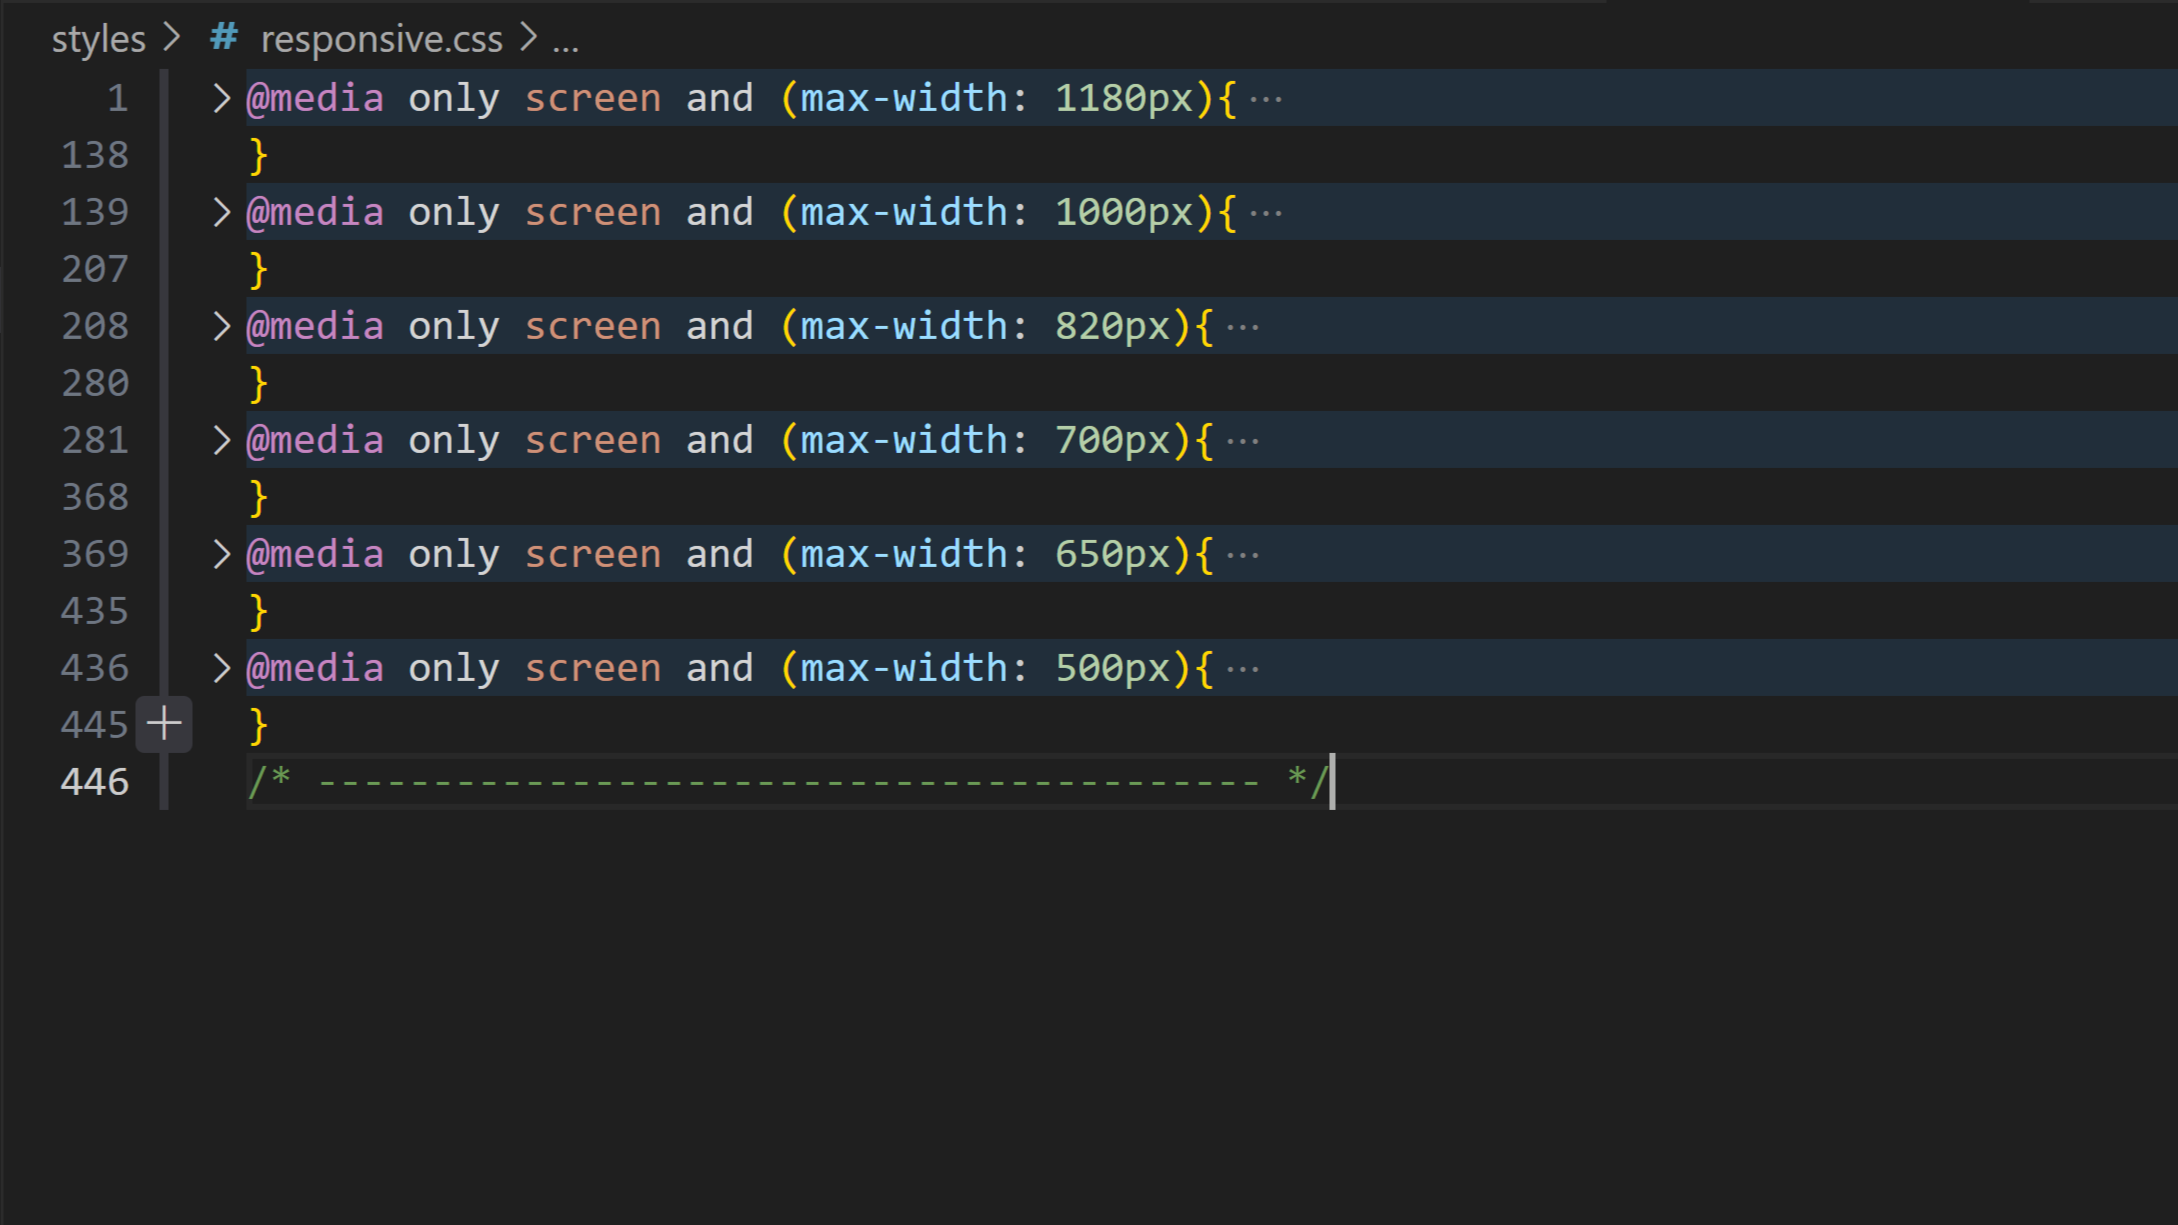 styles > # responsive.css > ...
1 > @media only screen and (max-width: 1180px){ ···
138 }
139 > @media only screen and (max-width: 1000px){ ···
207 }
208 > @media only screen and (max-width: 820px){ ···
280 }
281 > @media only screen and (max-width: 700px){ ···
368 }
369 > @media only screen and (max-width: 650px){ ···
435 }
436 > @media only screen and (max-width: 500px){ ···
445 + }
446 /* ----------------------------------------- */